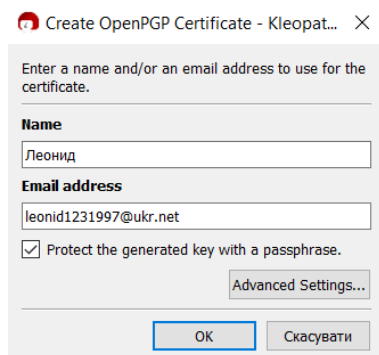 Create OpenPGP Certificate - Kleopat...
Enter a name and/or an email address to use for the
certificate.
Name
Леонид
Email address
leonid1231997@ukr.net
Protect the generated key with a passphrase.
Advanced Settings...
OK
Скасувати